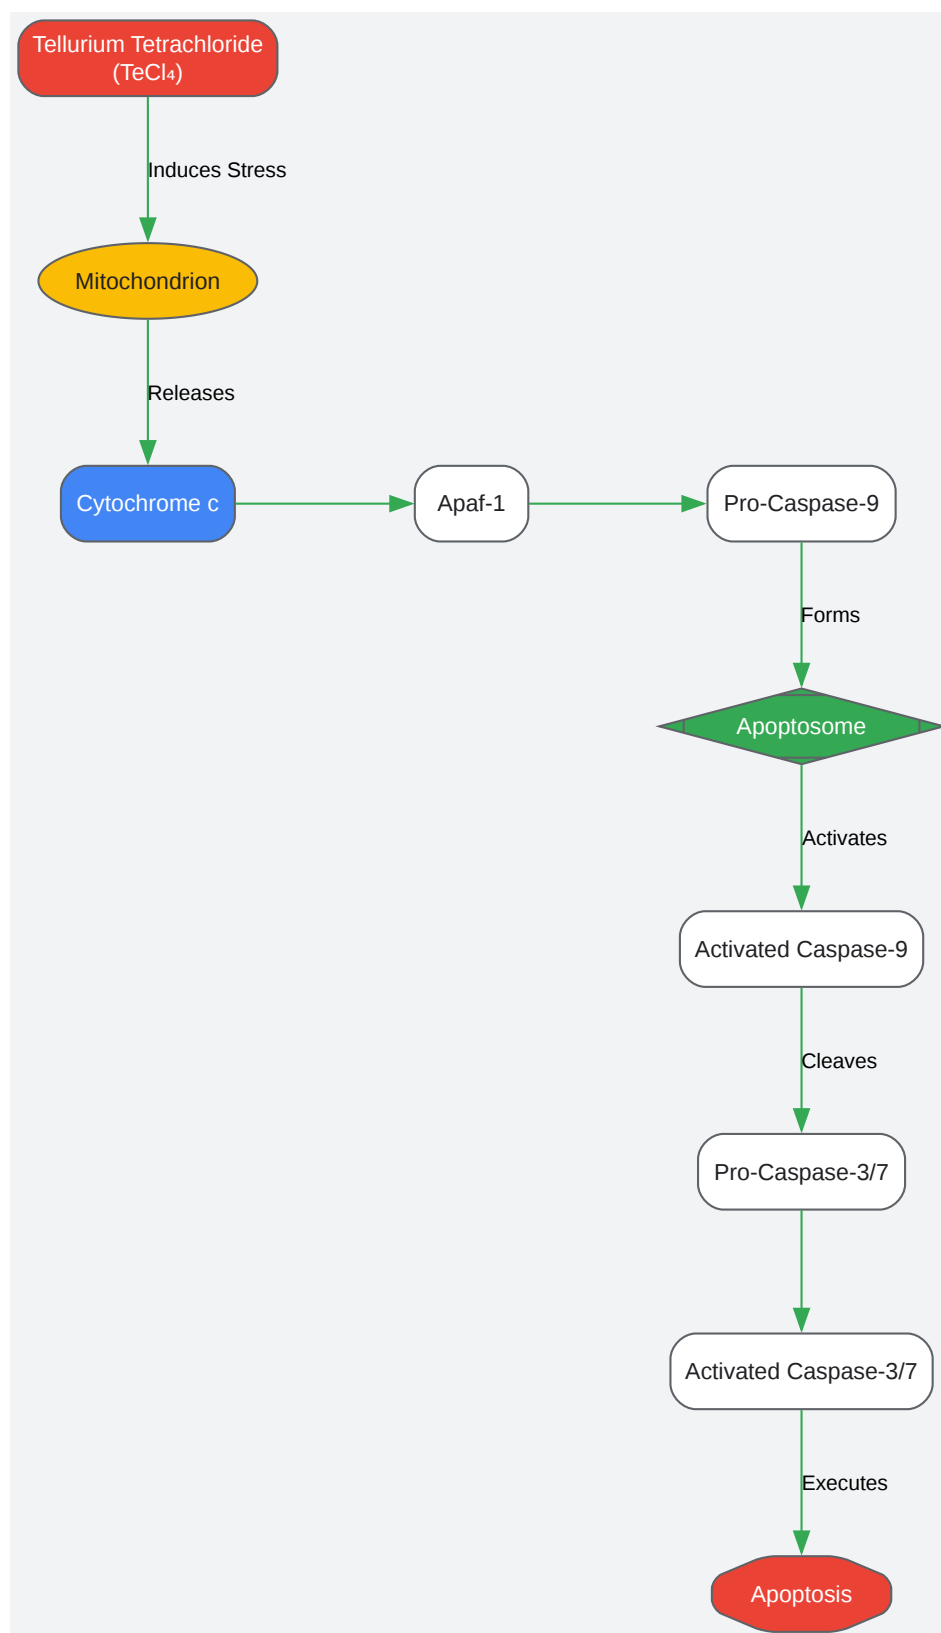 Tellurium Tetrachloride
(TeCl₄)
Induces Stress
Mitochondrion
Releases
Cytochrome c
Apaf-1
Pro-Caspase-9
Forms
Apoptosome
Activates
Activated Caspase-9
Cleaves
Pro-Caspase-3/7
Activated Caspase-3/7
Executes
Apoptosis